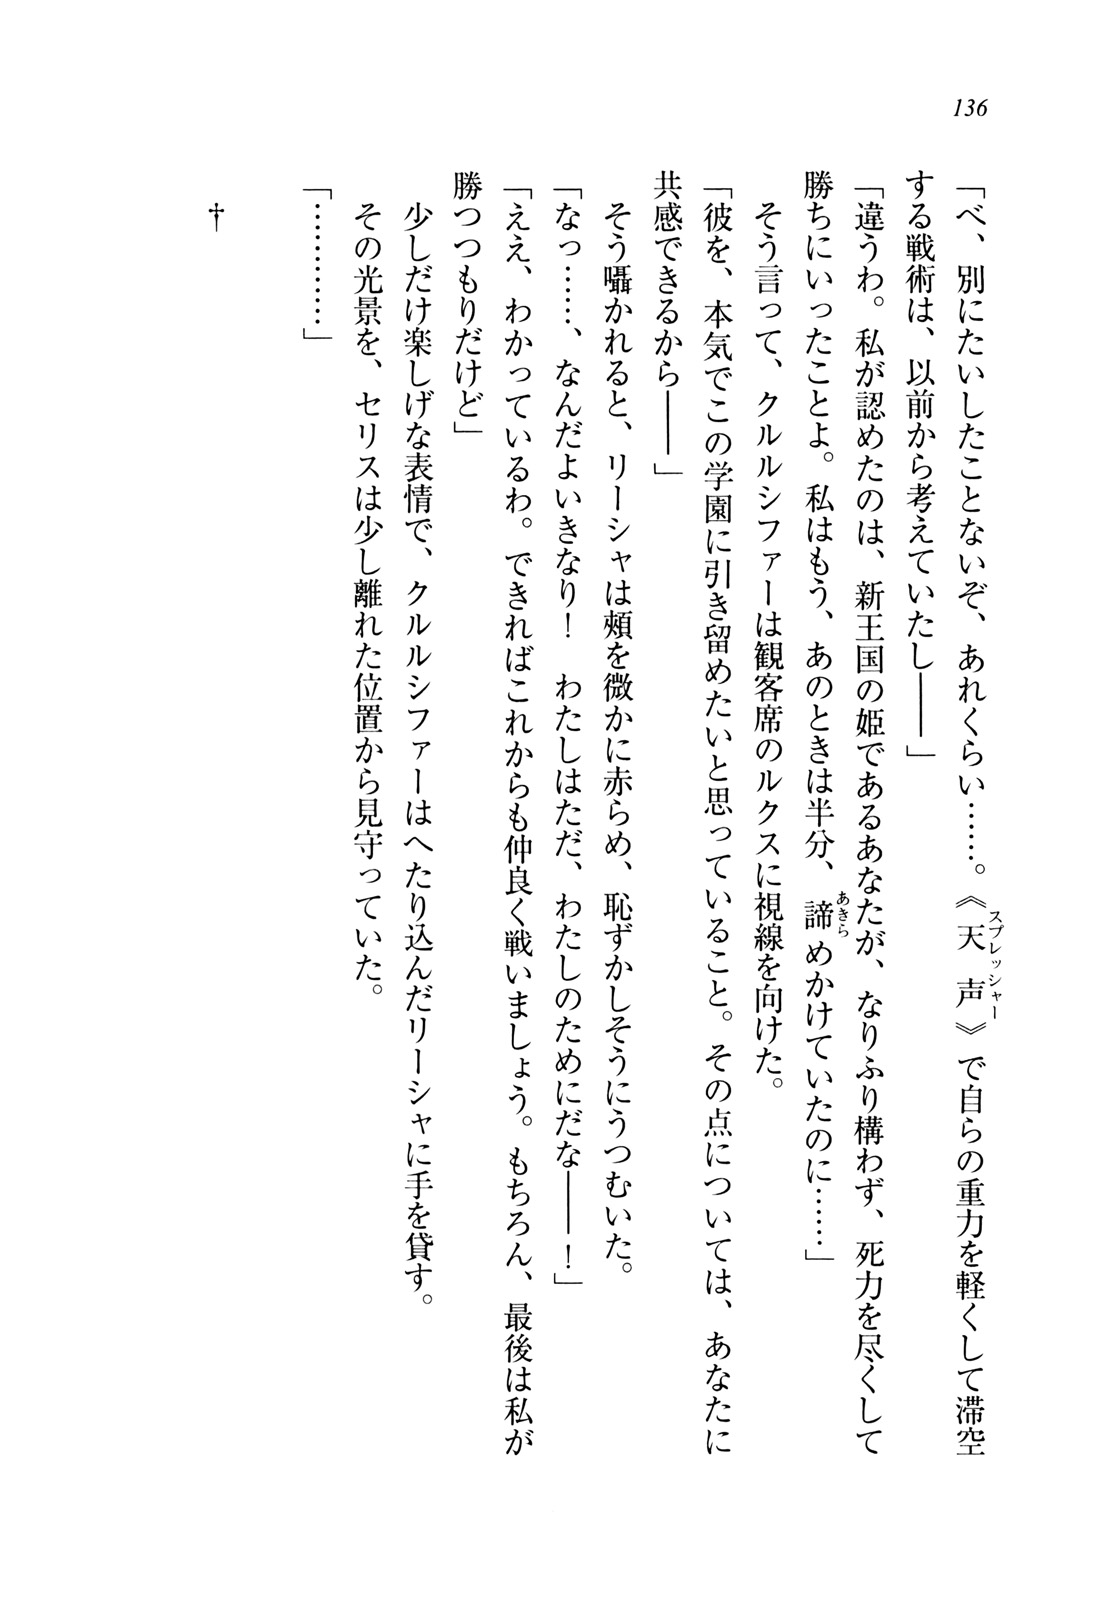 136
「べ、別にたいしたことないぞ、あれくらい……。《天声》で自らの重力を軽くして滞空
スプレッシャー
する戦術は、以前から考えていたし――」
「違うわ。私が認めたのは、新王国の姫であるあなたが、なりふり構わず、死力を尽くして
勝ちにいったことよ。私はもう、あのときは半分、諦めかけていたのに……」
あきら
そう言って、クルルシファーは観客席のルクスに視線を向けた。
「彼を、本気でこの学園に引き留めたいと思っていること。その点については、あなたに
共感できるから――」
そう囁かれると、リーシャは頰を微かに赤らめ、恥ずかしそうにうつむいた。
「なっ……、なんだよいきなり！　わたしはただ、わたしのためにだな――！」
「ええ、わかっているわ。できればこれからも仲良く戦いましょう。もちろん、最後は私が
勝つつもりだけど」
少しだけ楽しげな表情で、クルルシファーはへたり込んだリーシャに手を貸す。
その光景を、セリスは少し離れた位置から見守っていた。
「…………」
†